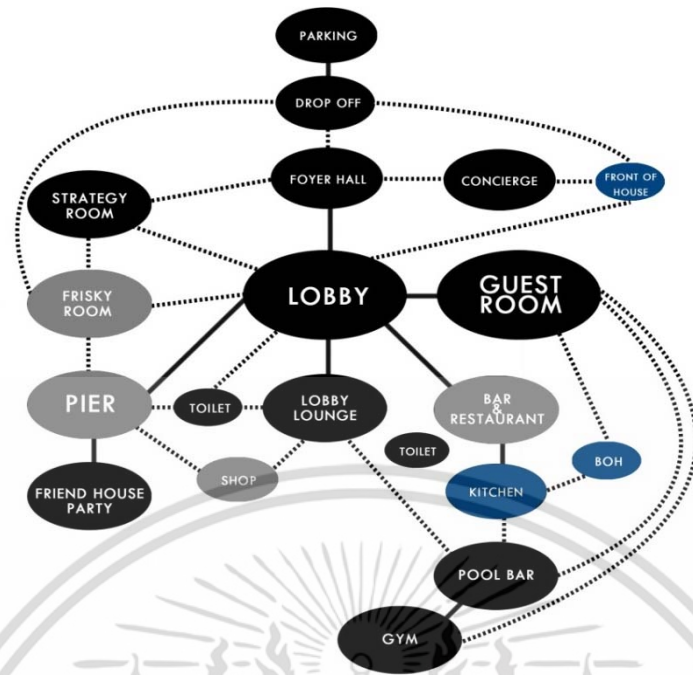 PARKING
DROP OFF
FOYER HALL
CONCIERGE
FRONT OF
HOUSE
STRATEGY
ROOM
FRISKY
ROOM
LOBBY
GUEST
ROOM
PIER
TOILET
LOBBY
LOUNGE
BAR
&
RESTAURANT
TOILET
BOH
SHOP
KITCHEN
FRIEND HOUSE
PARTY
POOL BAR
GYM